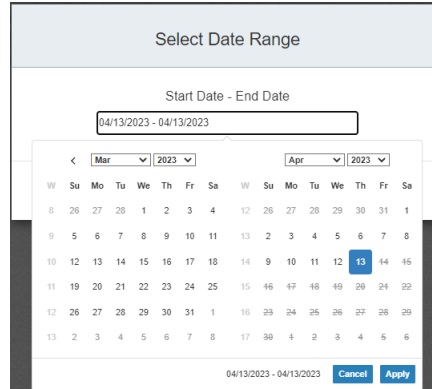 Select Date Range
Start Date - End Date
04/13/2023 - 04/13/2023
< Mar 2023
W Su Mo Tu We Th Fr Sa
8 26 27 28 1 2 3 4
9 5 6 7 8 9 10 11
10 12 13 14 15 16 17 18
11 19 20 21 22 23 24 25
12 26 27 28 29 30 31 1
13 2 3 4 5 6 7 8
Apr 2023
W Su Mo Tu We Th Fr Sa
12 26 27 28 29 30 31 1
13 2 3 4 5 6 7 8
14 9 10 11 12 13 14 15
15 16 17 18 19 20 21 22
16 23 24 25 26 27 28 29
17 30 1 2 3 4 5 6
04/13/2023 - 04/13/2023 Cancel Apply